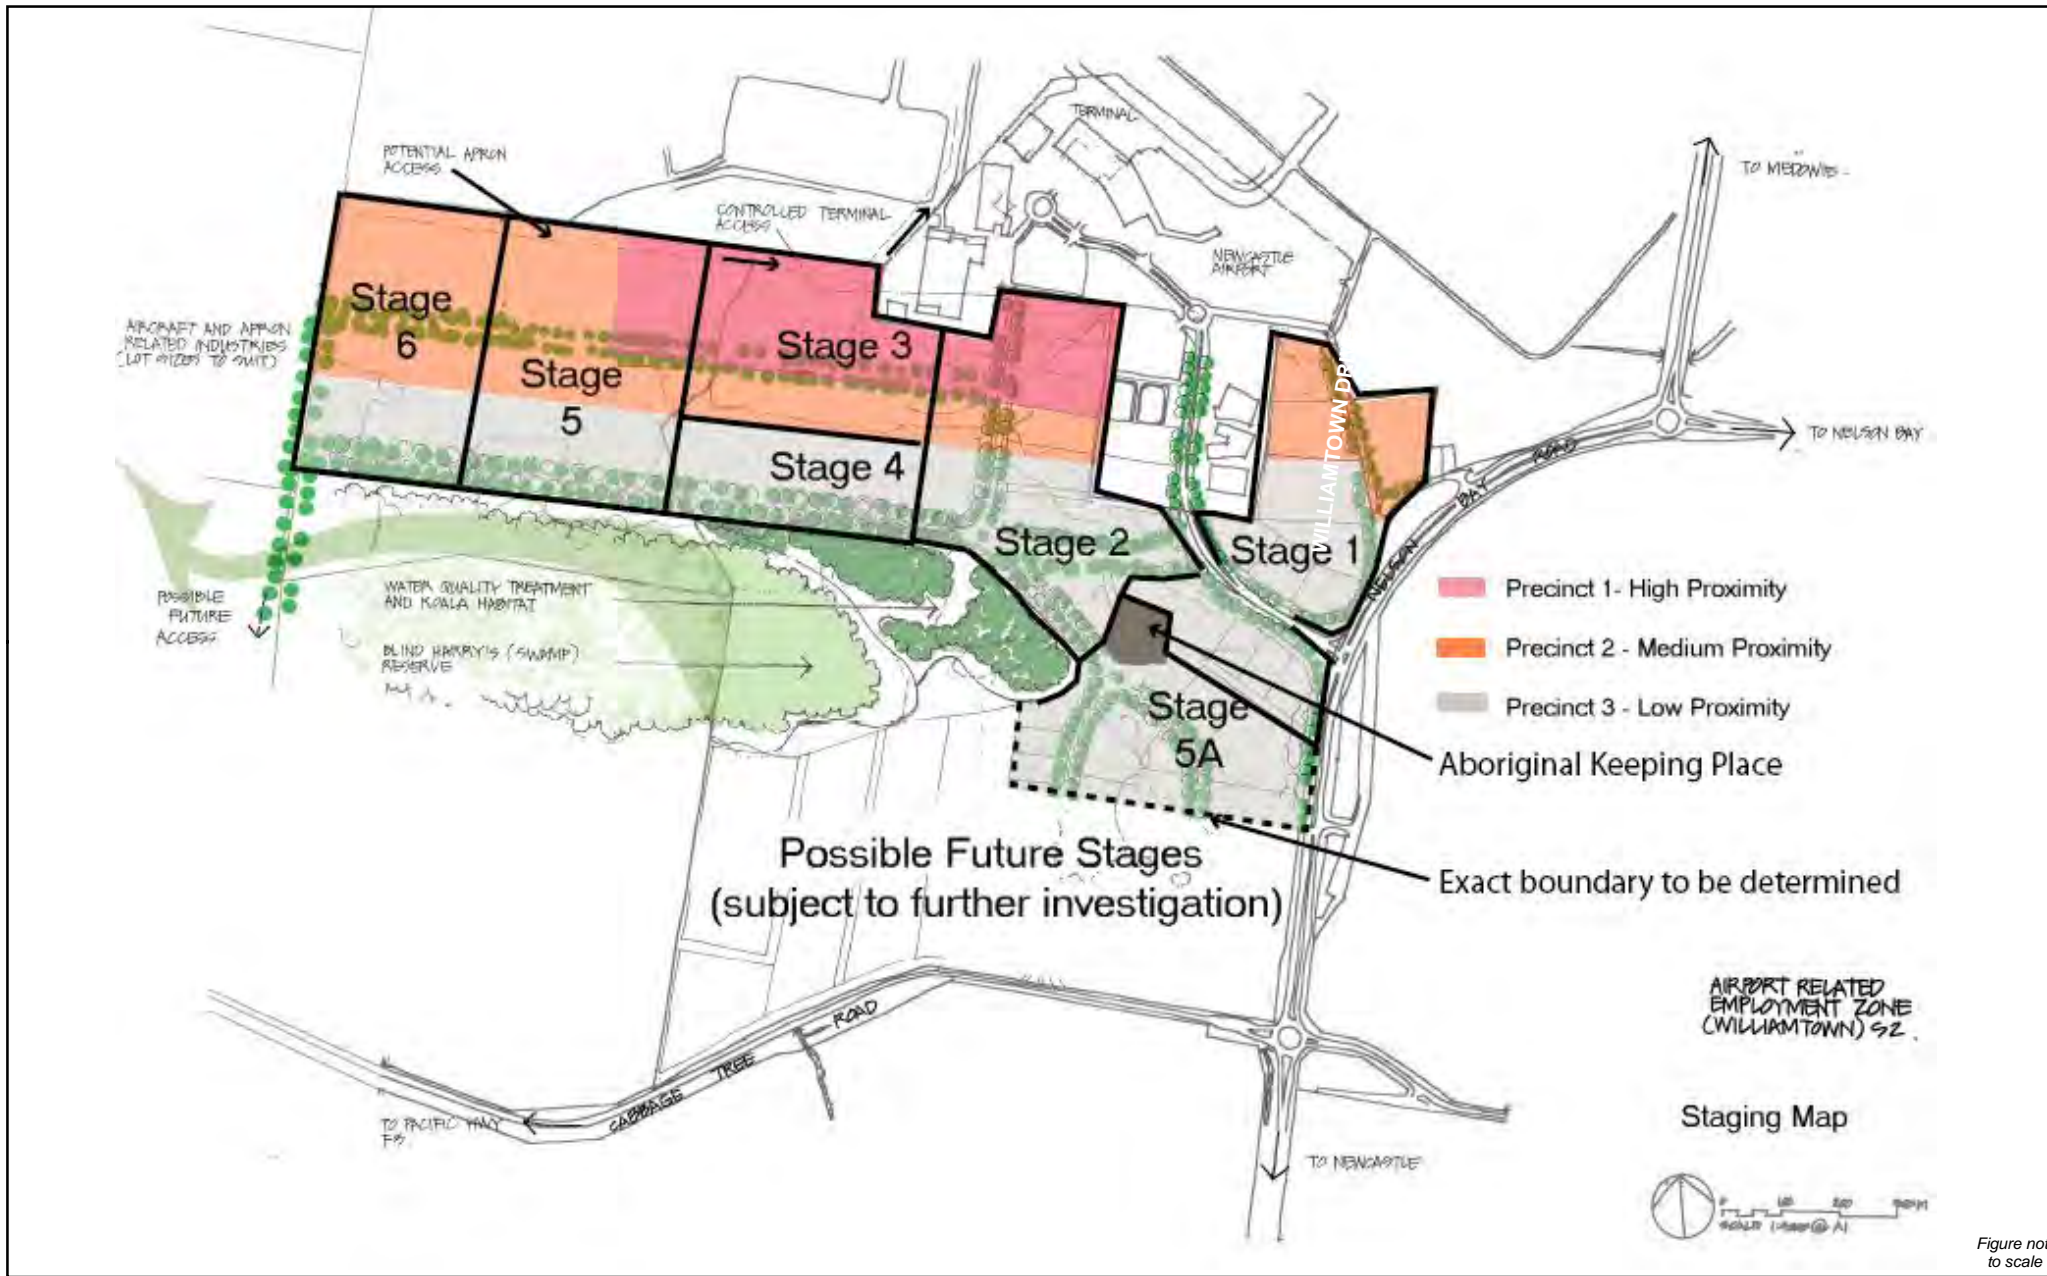 TERMINAL
TO MEDOWIE -
POTENTIAL APRON
ACCESS
CONTROLLED TERMINAL
ACCESS
NEWCASTLE
AIRPORT
Stage
6
AIRCRAFT AND APRON
RELATED INDUSTRIES
(LOT SIZES TO SUIT)
Stage
5
Stage 3
Stage 4
Stage 2
Stage 1
WILLIAMTOWN DR
TO NELSON BAY
NELSON BAY ROAD
POSSIBLE
FUTURE
ACCESS
WATER QUALITY TREATMENT
AND KOALA HABITAT
BLIND HARRY'S (SWAMP)
RESERVE
Precinct 1- High Proximity
Precinct 2 - Medium Proximity
Precinct 3 - Low Proximity
Stage
5A
Aboriginal Keeping Place
Possible Future Stages
(subject to further investigation)
Exact boundary to be determined
AIRPORT RELATED
EMPLOYMENT ZONE
(WILLIAMTOWN) S2.
CABBAGE TREE ROAD
TO PACIFIC HWY
Staging Map
TO NEWCASTLE
0 100 200
SCALE @ A1
Figure not
to scale